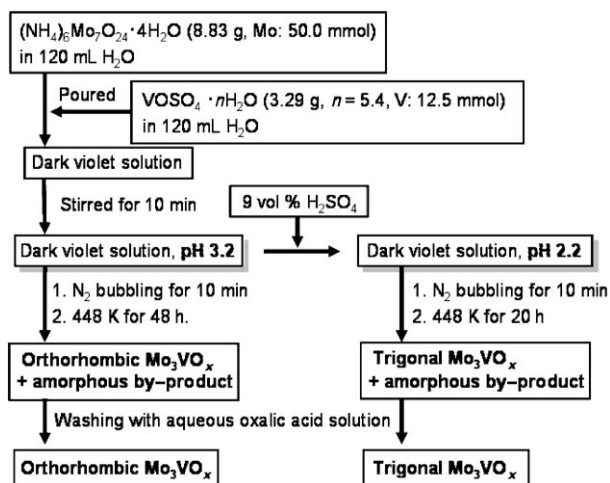 (NH₄)₆Mo₇O₂₄·4H₂O (8.83 g, Mo: 50.0 mmol)
in 120 mL H₂O
Poured
VOSO₄ ·nH₂O (3.29 g, n = 5.4, V: 12.5 mmol)
in 120 mL H₂O
Dark violet solution
Stirred for 10 min
9 vol % H₂SO₄
Dark violet solution, pH 3.2
Dark violet solution, pH 2.2
1. N₂ bubbling for 10 min
2. 448 K for 48 h.
1. N₂ bubbling for 10 min
2. 448 K for 20 h
Orthorhombic Mo₃VOₓ
+ amorphous by–product
Trigonal Mo₃VOₓ
+ amorphous by–product
Washing with aqueous oxalic acid solution
Orthorhombic Mo₃VOₓ
Trigonal Mo₃VOₓ